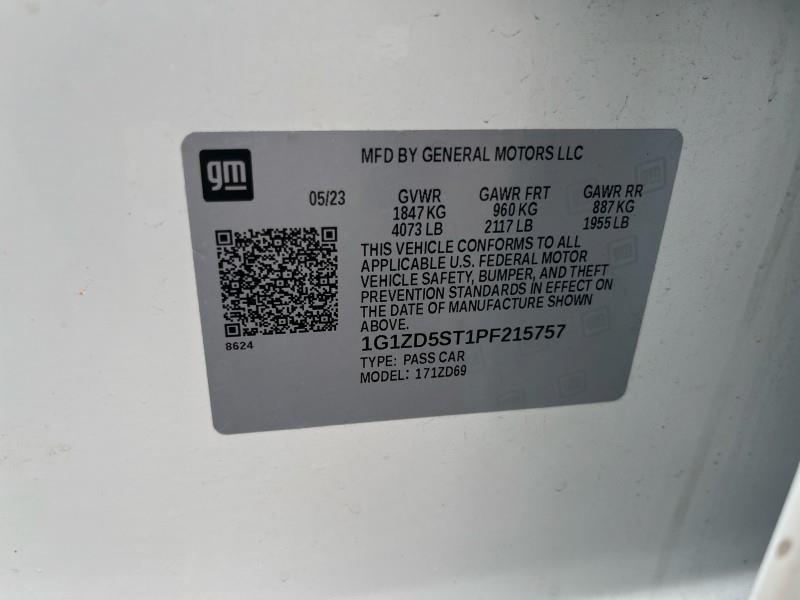 gm
MFD BY GENERAL MOTORS LLC
05/23 GVWR GAWR FRT GAWR RR
1847 KG 960 KG 887 KG
4073 LB 2117 LB 1955 LB
THIS VEHICLE CONFORMS TO ALL
APPLICABLE U.S. FEDERAL MOTOR
VEHICLE SAFETY, BUMPER, AND THEFT
PREVENTION STANDARDS IN EFFECT ON
THE DATE OF MANUFACTURE SHOWN
ABOVE.
8624
1G1ZD5ST1PF215757
TYPE: PASS CAR
MODEL: 171ZD69